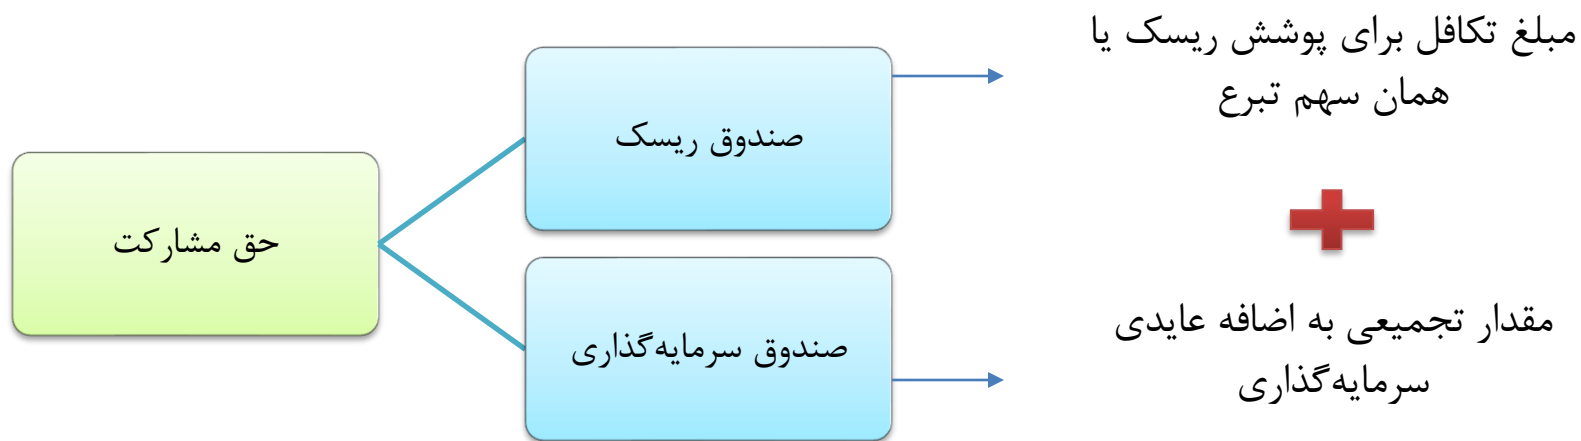 حق مشارکت
صندوق ریسک
مبلغ تکافل برای پوشش ریسک یا
همان سهم تبرع
صندوق سرمایه‌گذاری
مقدار تجمیعی به اضافه عایدی
سرمایه‌گذاری